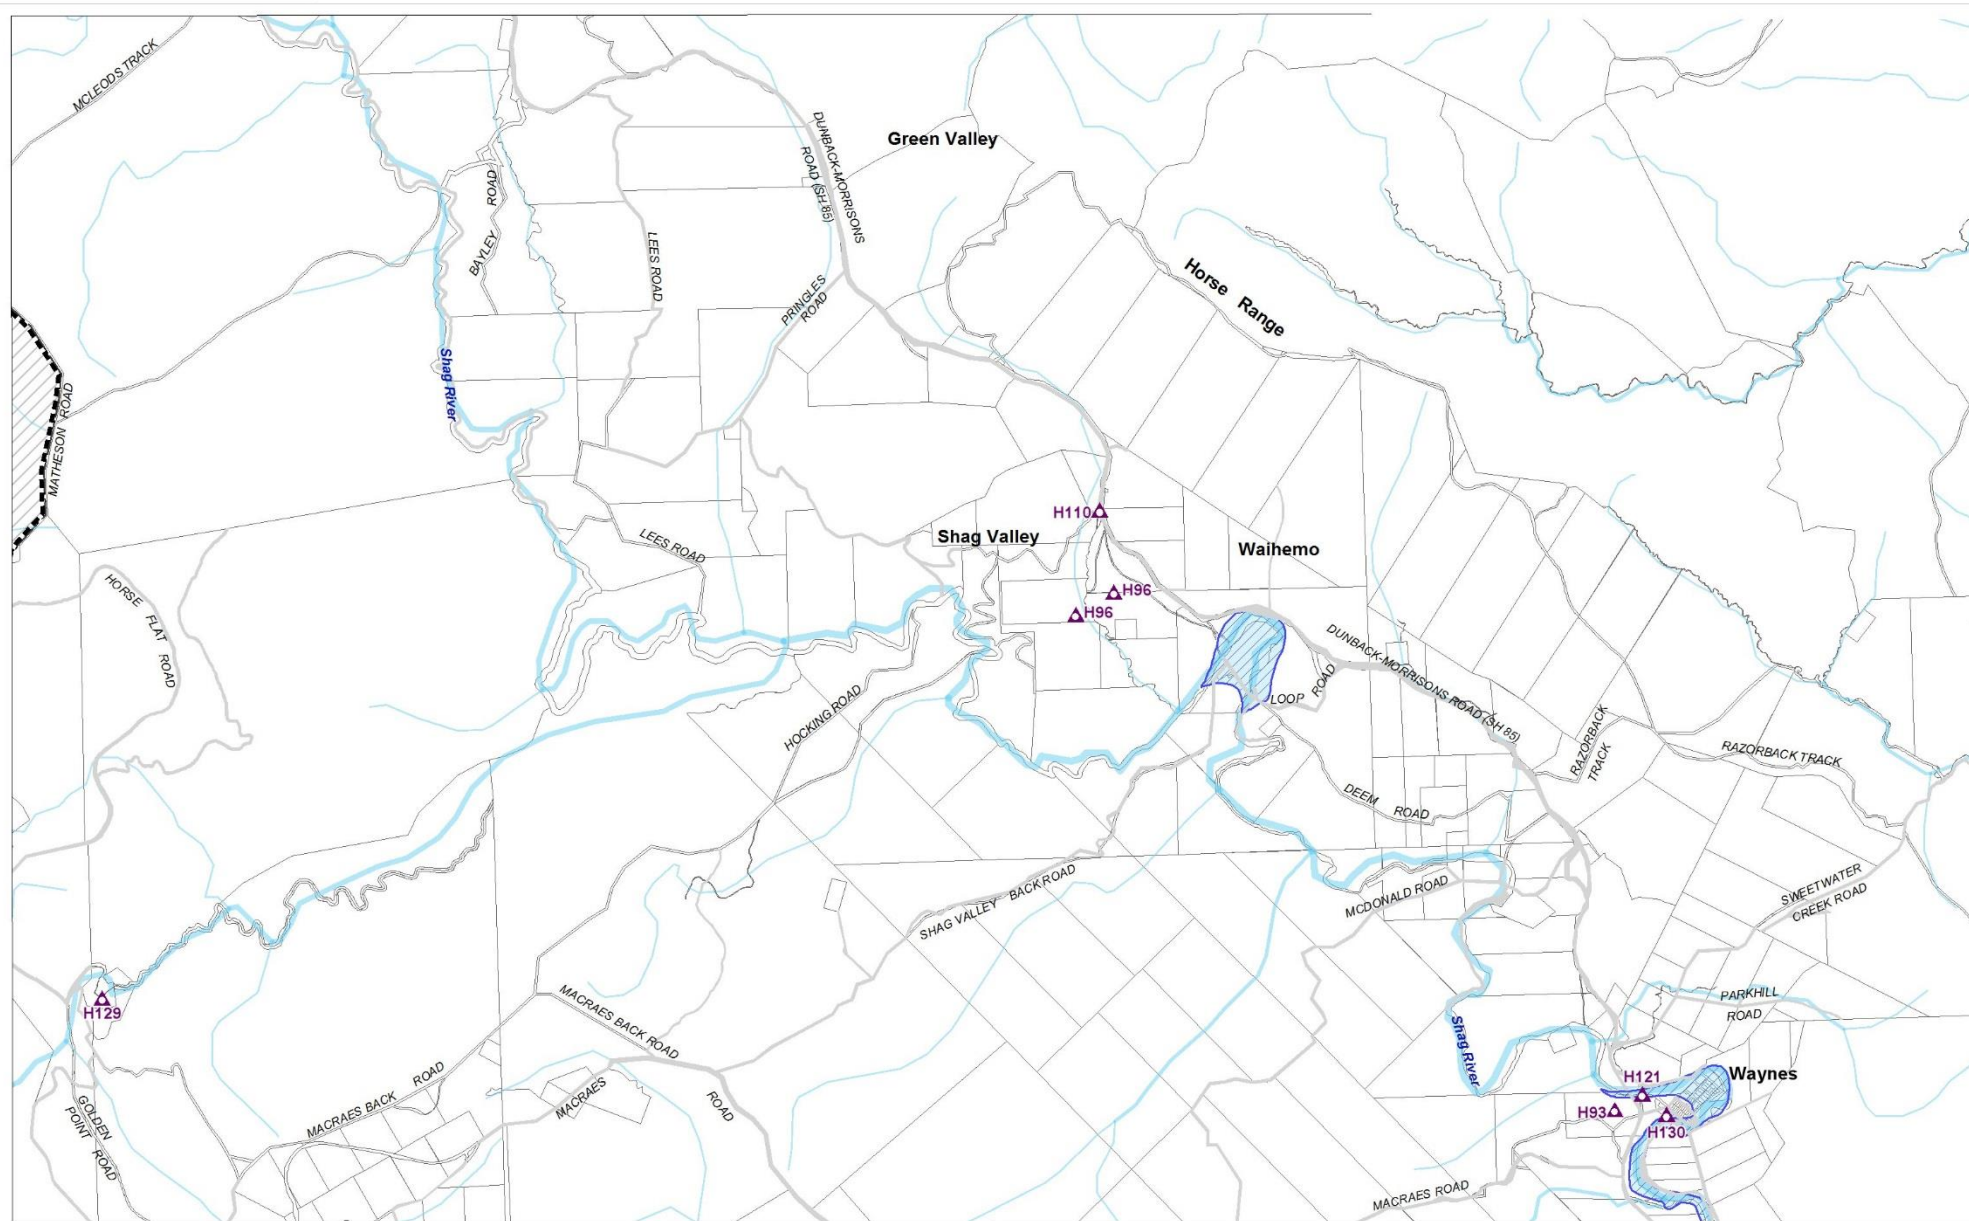 MCLEODS TRACK
DUNBACK-MORRISONS
ROAD (SH 85)
Green Valley
BAYLEY ROAD
LEES ROAD
PRINGLES
ROAD
Horse Range
Shag River
MATHESON ROAD
H110
Shag Valley
Waihemo
LEES ROAD
H96
H96
HORSE FLAT ROAD
DUNBACK-MORRISONS ROAD (SH 85)
LOOP ROAD
HOCKING ROAD
RAZORBACK
TRACK
RAZORBACK TRACK
DEEM ROAD
SHAG VALLEY BACK ROAD
MCDONALD ROAD
SWEETWATER
CREEK ROAD
H129
MACRAES BACK ROAD
PARKHILL
ROAD
Shag River
H121
Waynes
H93
H130
MACRAES BACK ROAD
MACRAES ROAD
GOLDEN
POINT ROAD
MACRAES ROAD